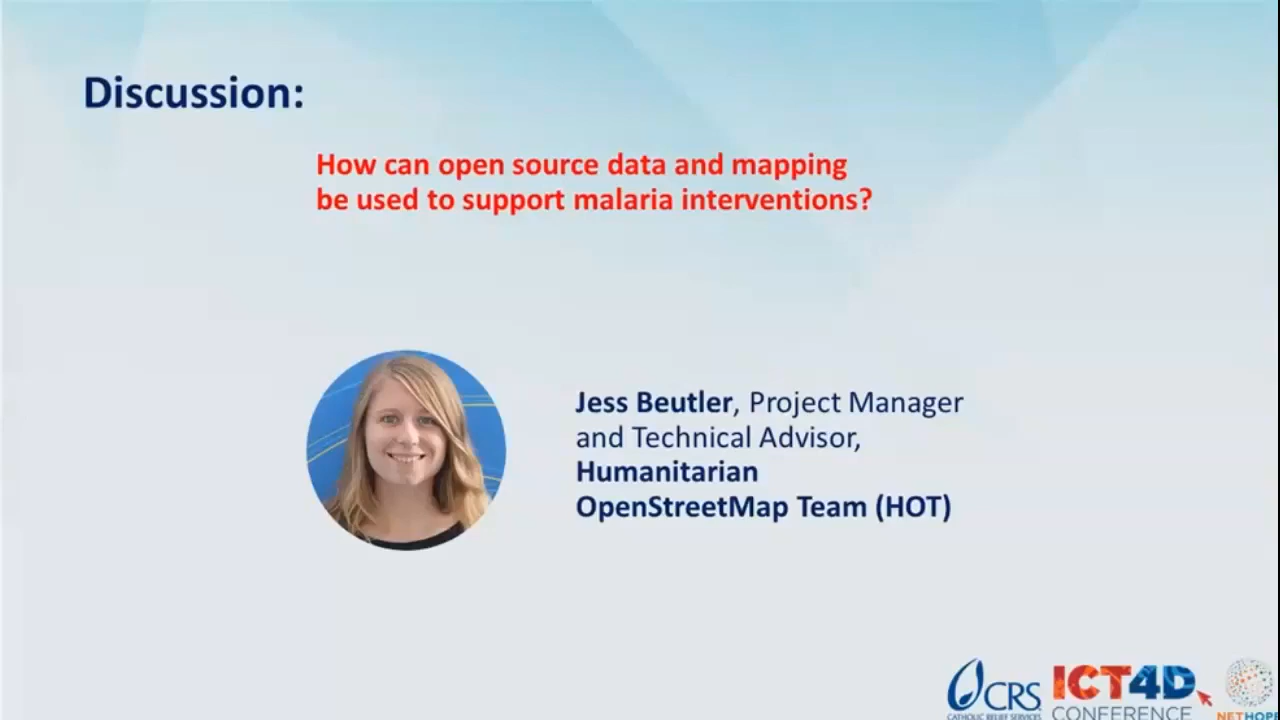 Discussion:
How can open source data and mapping
be used to support malaria interventions?
Jess Beutler, Project Manager
and Technical Advisor,
Humanitarian
OpenStreetMap Team (HOT)
CRS
CATHOLIC RELIEF SERVICES
ICT4D
CONFERENCE
NETHOPE